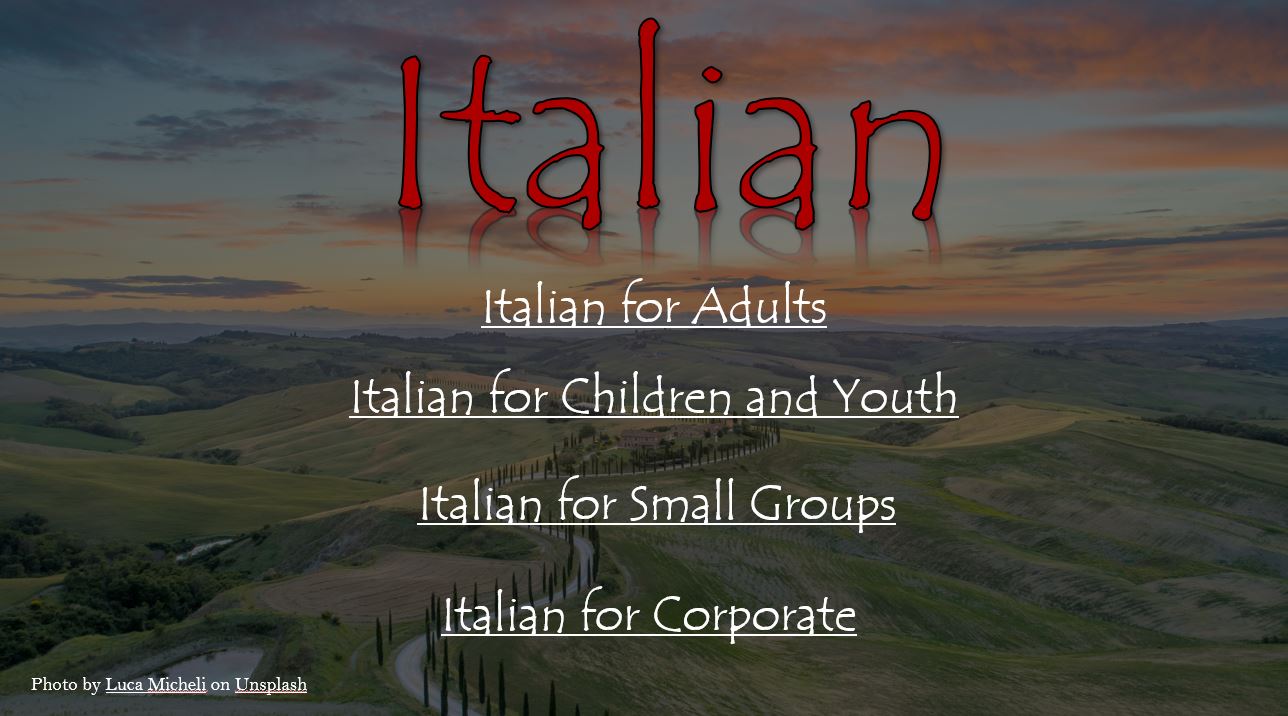 Italian
Italian for Adults
Italian for Children and Youth
Italian for Small Groups
Italian for Corporate
Photo by Luca Micheli on Unsplash